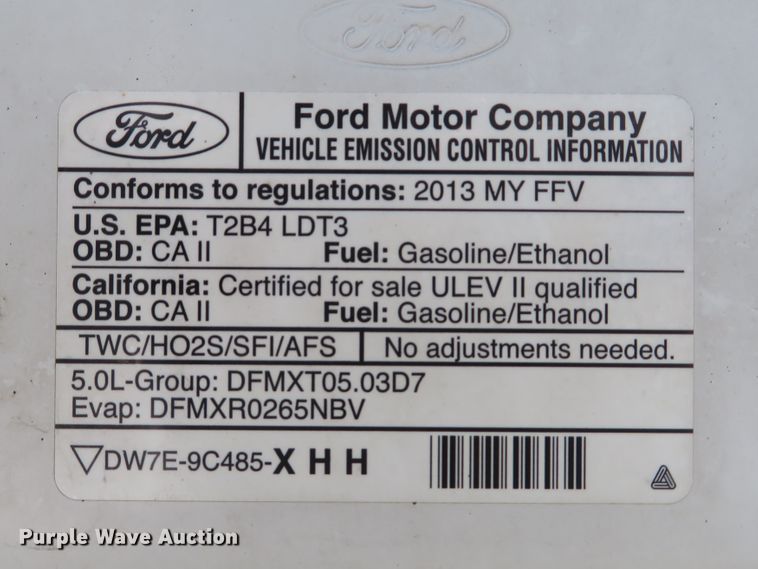 Ford
Ford
Ford Motor Company
VEHICLE EMISSION CONTROL INFORMATION
Conforms to regulations: 2013 MY FFV
U.S. EPA: T2B4 LDT3
OBD: CA II Fuel: Gasoline/Ethanol
California: Certified for sale ULEV II qualified
OBD: CA II Fuel: Gasoline/Ethanol
TWC/HO2S/SFI/AFS No adjustments needed.
5.0L-Group: DFMXT05.03D7
Evap: DFMXR0265NBV
DW7E-9C485-X H H
Purple Wave Auction